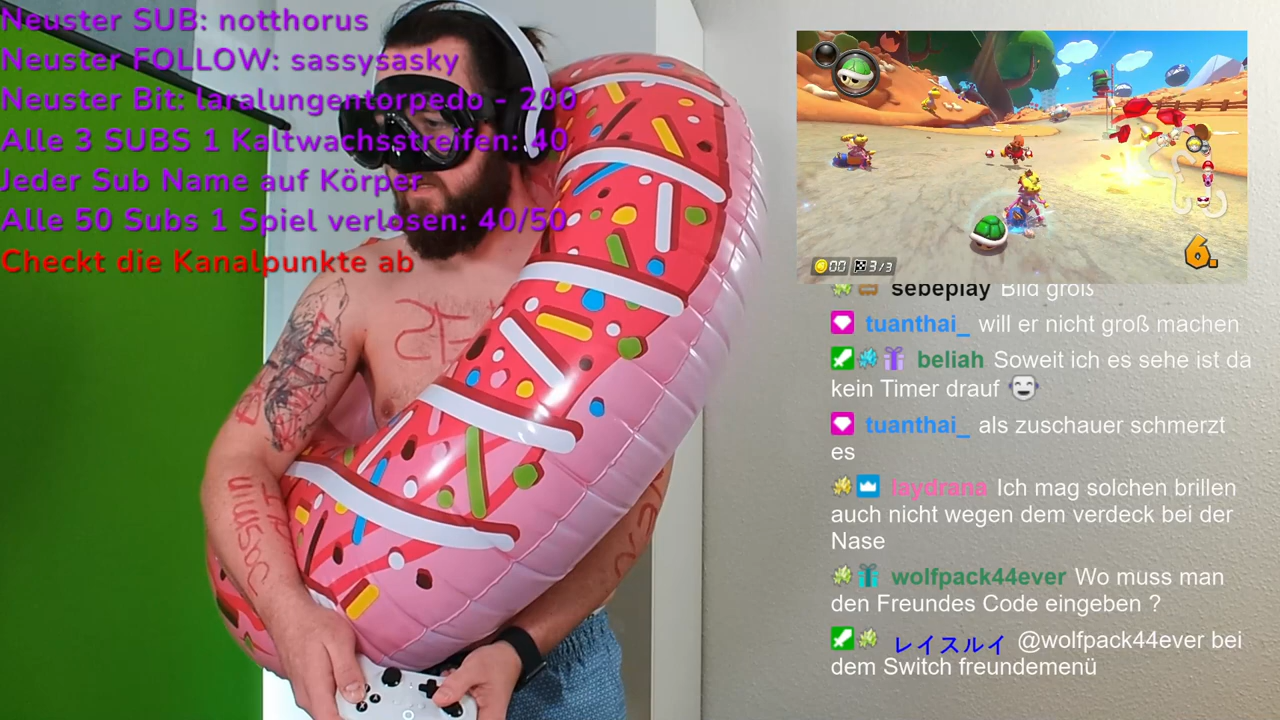 Neuster SUB: notthorus
Neuster FOLLOW: sassysasky
Neuster Bit: laralungentorpedo - 200
Alle 3 SUBS 1 Kaltwachsstreifen: 40
Jeder Sub Name auf Körper
Alle 50 Subs 1 Spiel verlosen: 40/50
Checkt die Kanalpunkte ab
00 3/3
6.
sebeplay Bild groß
tuanthai_ will er nicht groß machen
beliah Soweit ich es sehe ist da
kein Timer drauf
tuanthai_ als zuschauer schmerzt
es
laydrana Ich mag solchen brillen
auch nicht wegen dem verdeck bei der
Nase
wolfpack44ever Wo muss man
den Freundes Code eingeben ?
レイスルイ @wolfpack44ever bei
dem Switch freundemenü